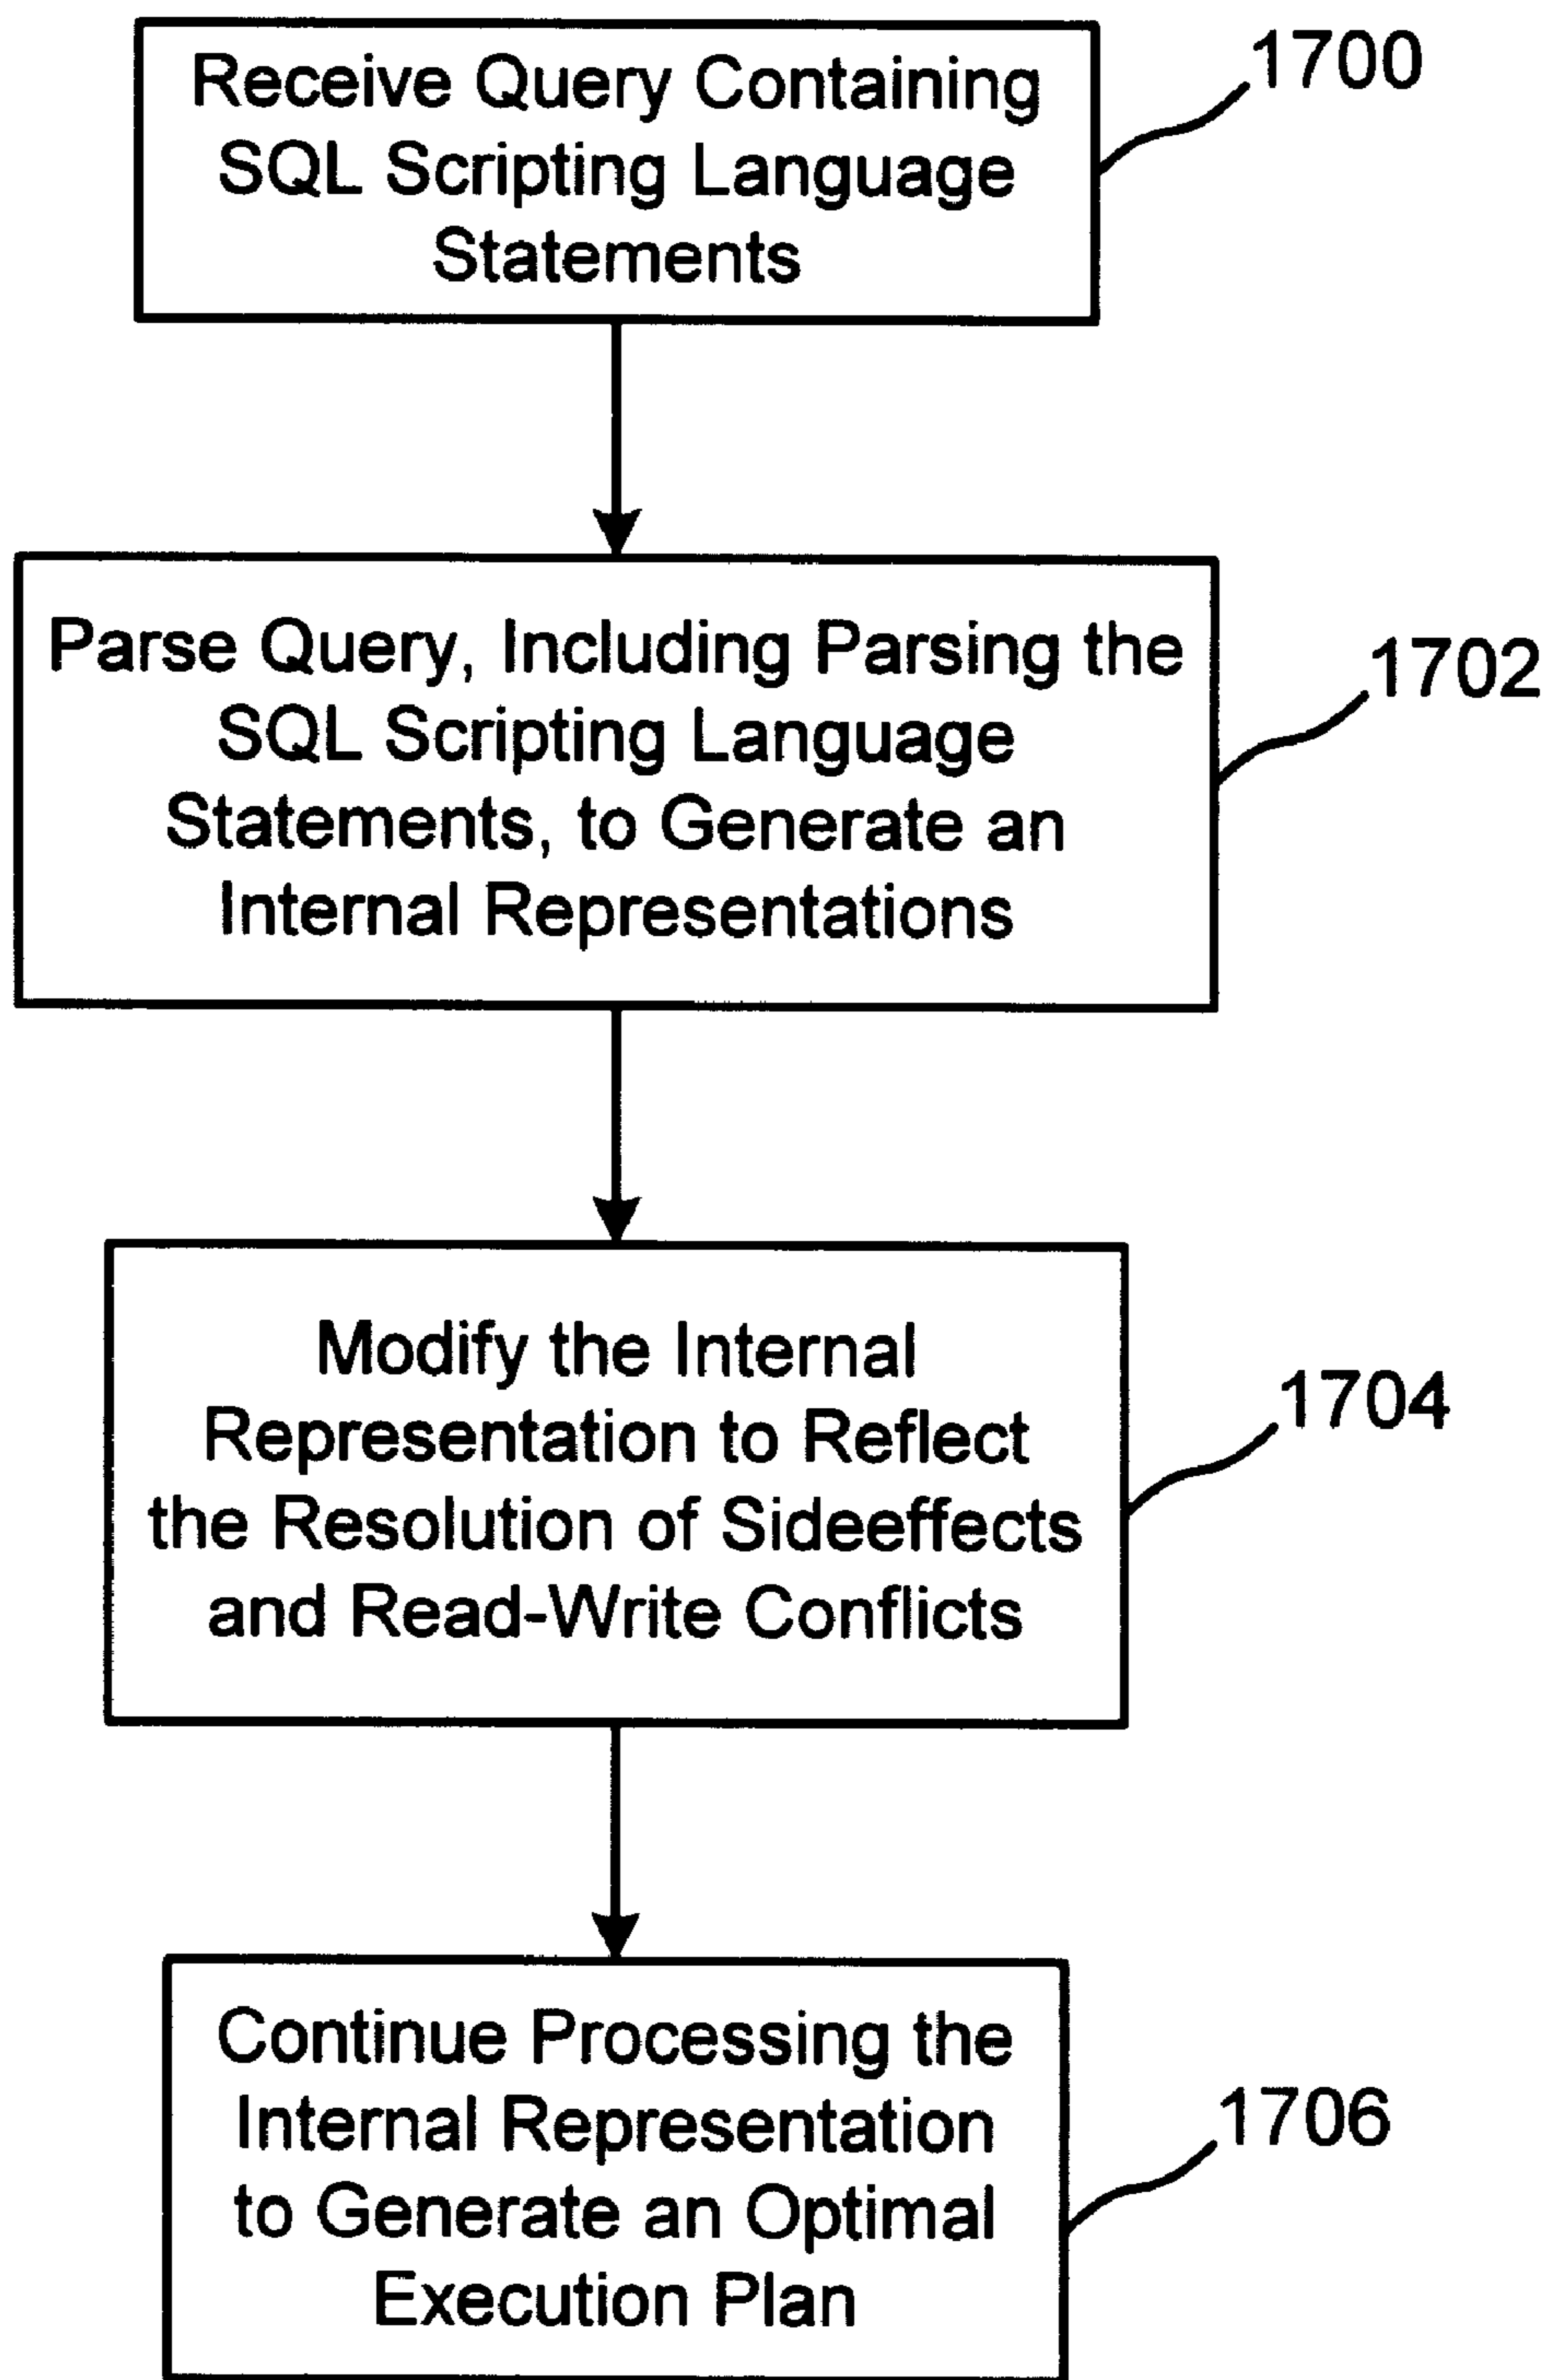 Receive Query Containing
SQL Scripting Language
Statements
1700
Parse Query, Including Parsing the
SQL Scripting Language
Statements, to Generate an
Internal Representations
1702
Modify the Internal
Representation to Reflect
the Resolution of Sideeffects
and Read-Write Conflicts
1704
Continue Processing the
Internal Representation
to Generate an Optimal
Execution Plan
1706